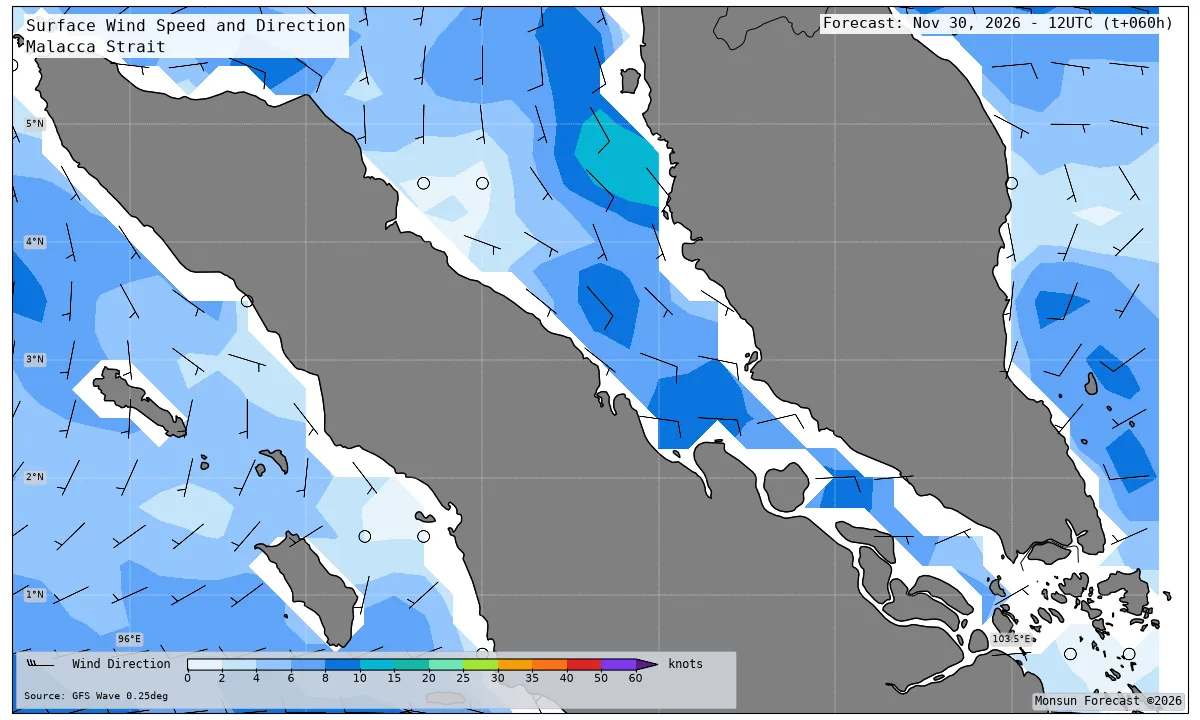 Surface Wind Speed and Direction
Malacca Strait
Forecast: Nov 30, 2026 - 12UTC (t+060h)
5°N
4°N
3°N
2°N
1°N
96°E
103.5°E
Wind Direction
knots
0 2 4 6 8 10 15 20 25 30 35 40 50 60
Source: GFS Wave 0.25deg
Monsun Forecast ©2026